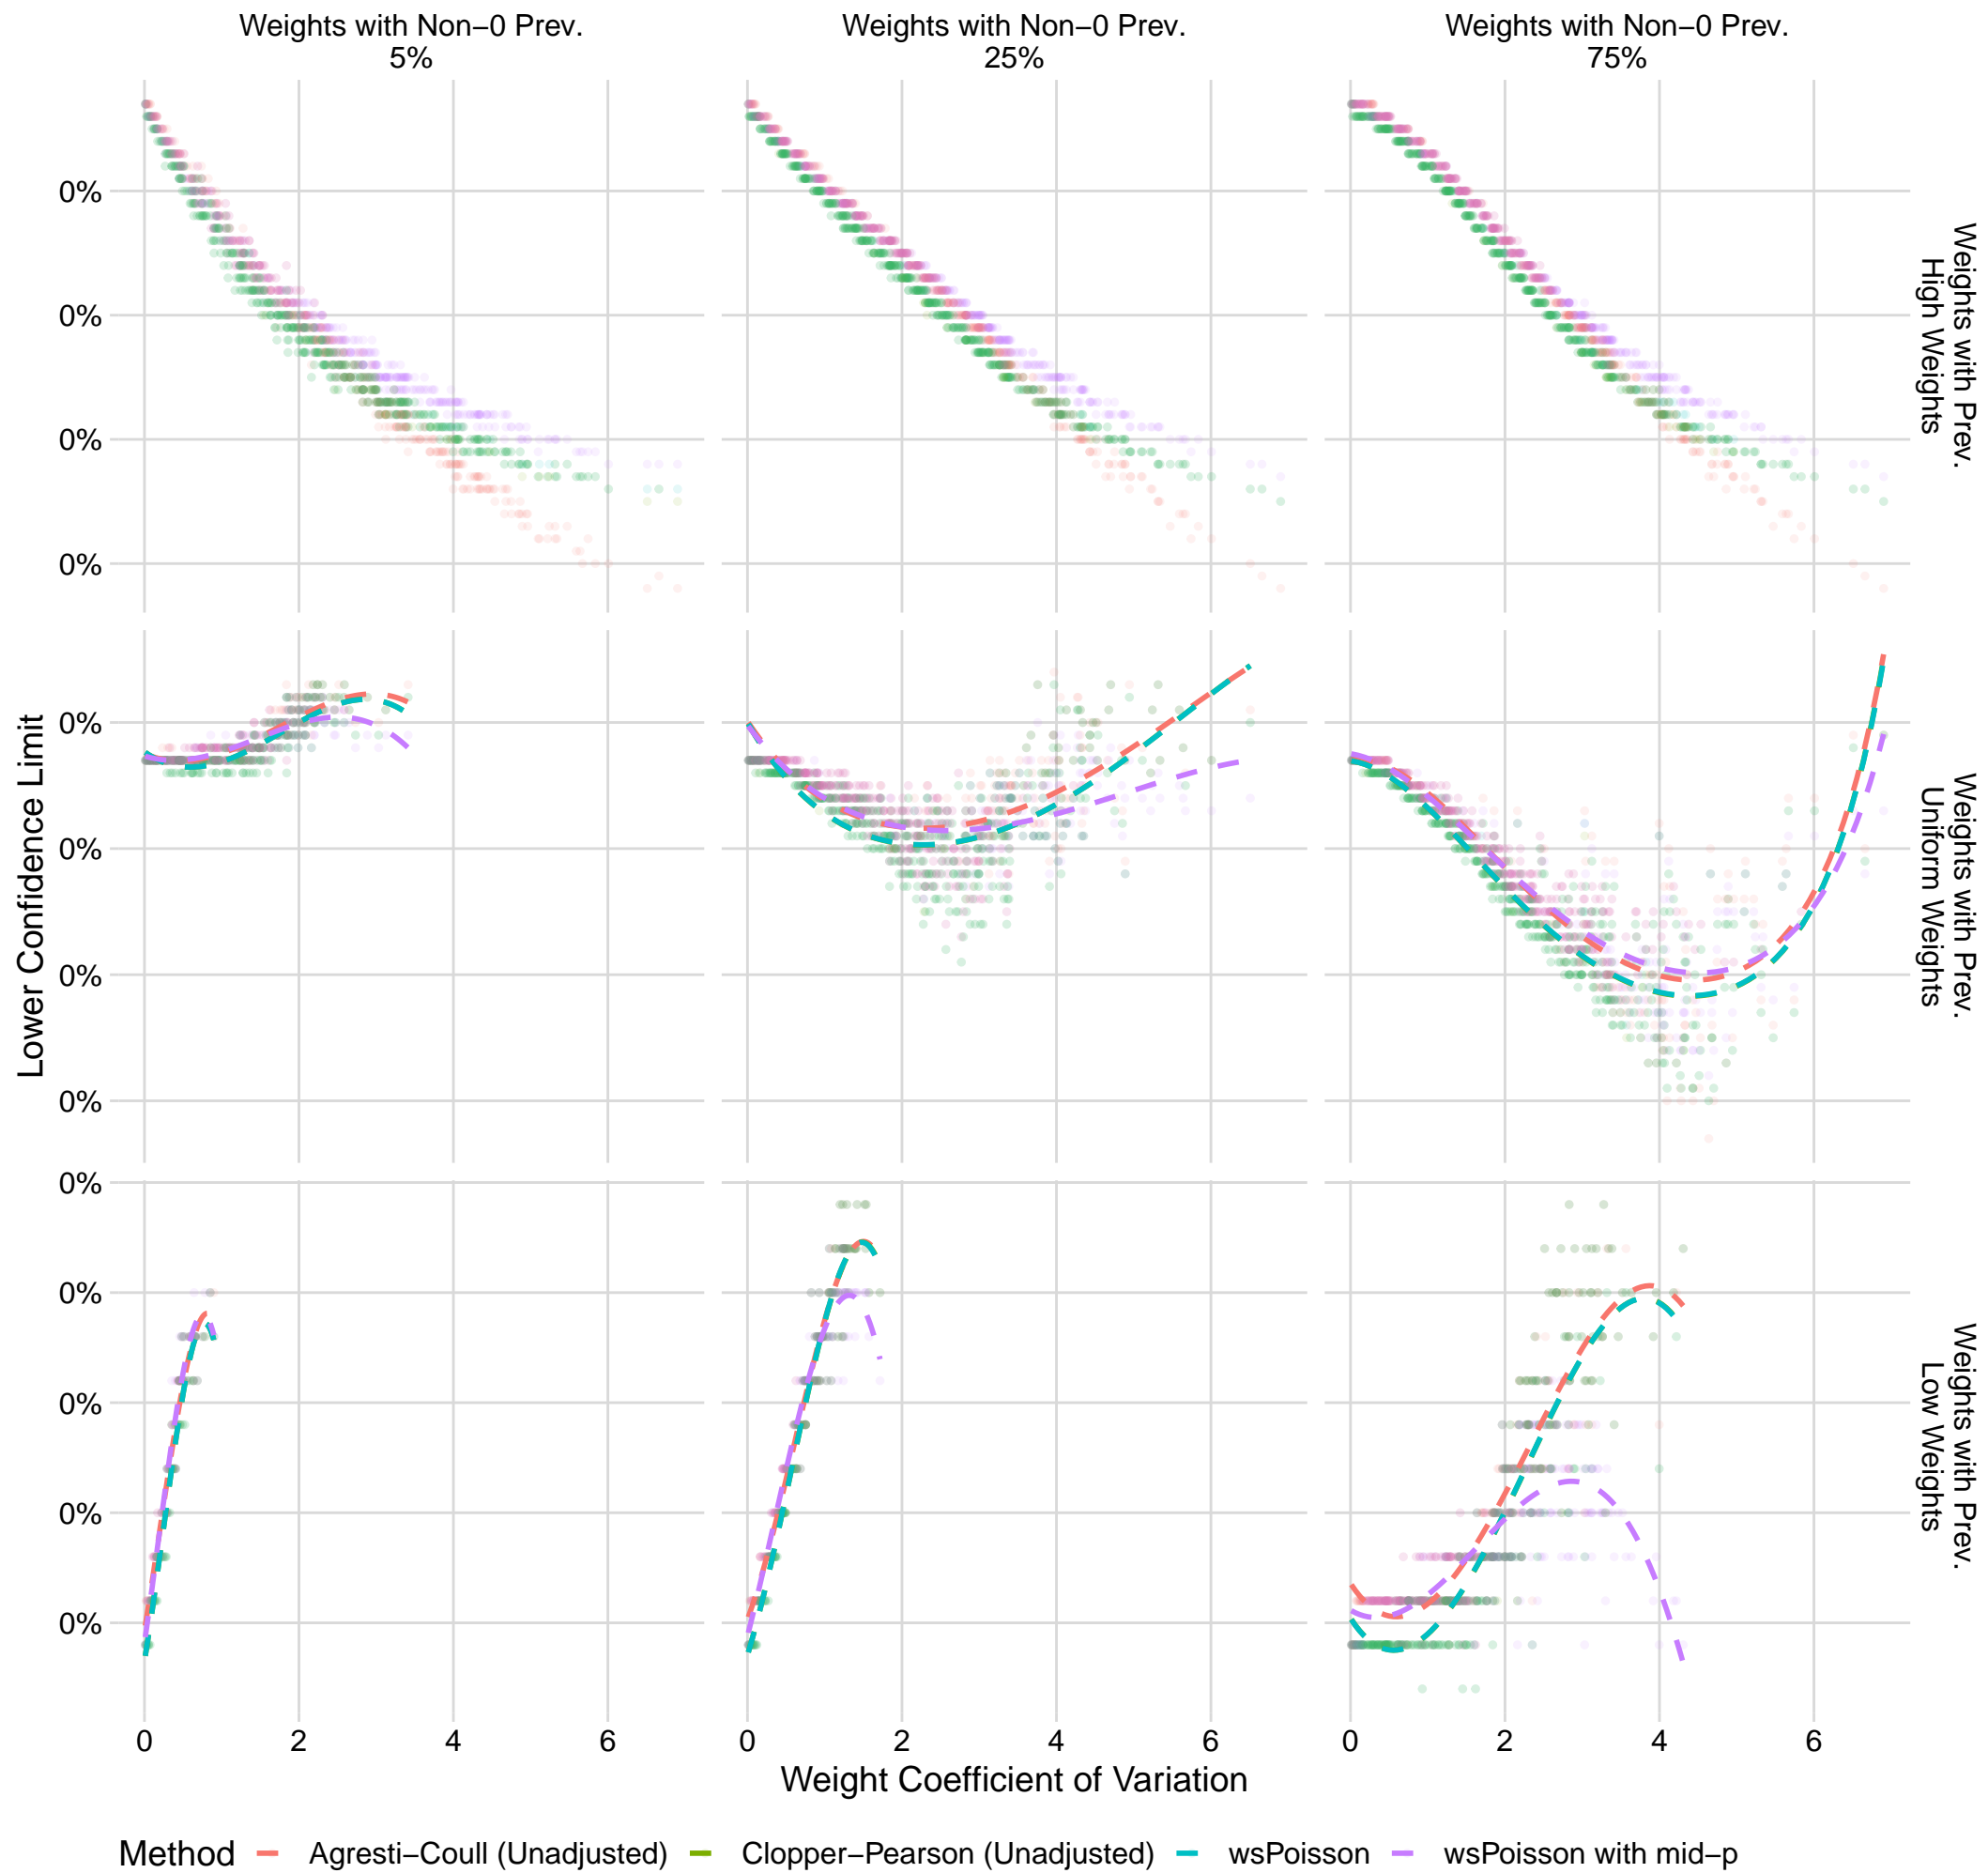 Weights with Non−0 Prev.
5%
Weights with Non−0 Prev.
25%
Weights with Non−0 Prev.
75%
0%
0%
0%
0%
Weights with Prev.
High Weights
0%
0%
0%
0%
Weights with Prev.
Uniform Weights
0%
0%
0%
0%
0%
Weights with Prev.
Low Weights
Lower Confidence Limit
0 2 4 6
0 2 4 6
0 2 4 6
Weight Coefficient of Variation
Method Agresti−Coull (Unadjusted) Clopper−Pearson (Unadjusted) wsPoisson wsPoisson with mid−p